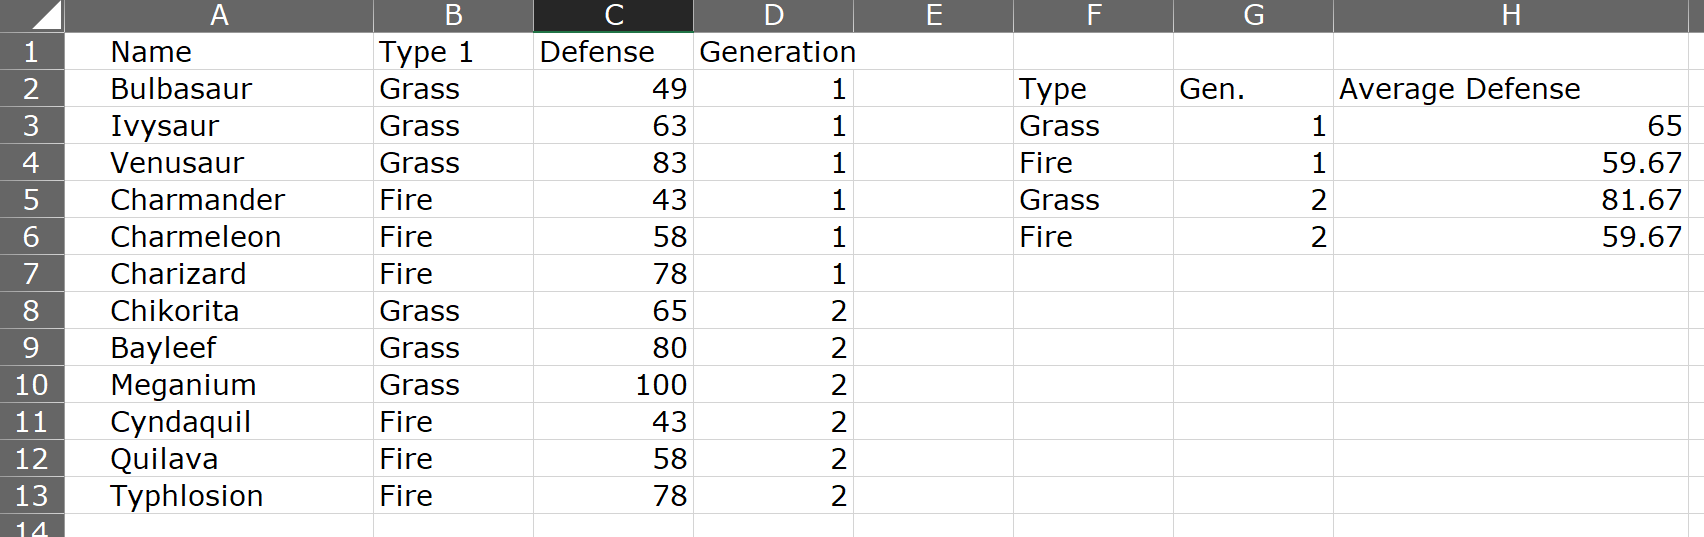 A B C D E F G H
1 Name Type 1 Defense Generation
2 Bulbasaur Grass 49 1 Type Gen. Average Defense
3 Ivysaur Grass 63 1 Grass 1 65
4 Venusaur Grass 83 1 Fire 1 59.67
5 Charmander Fire 43 1 Grass 2 81.67
6 Charmeleon Fire 58 1 Fire 2 59.67
7 Charizard Fire 78 1
8 Chikorita Grass 65 2
9 Bayleef Grass 80 2
10 Meganium Grass 100 2
11 Cyndaquil Fire 43 2
12 Quilava Fire 58 2
13 Typhlosion Fire 78 2
14